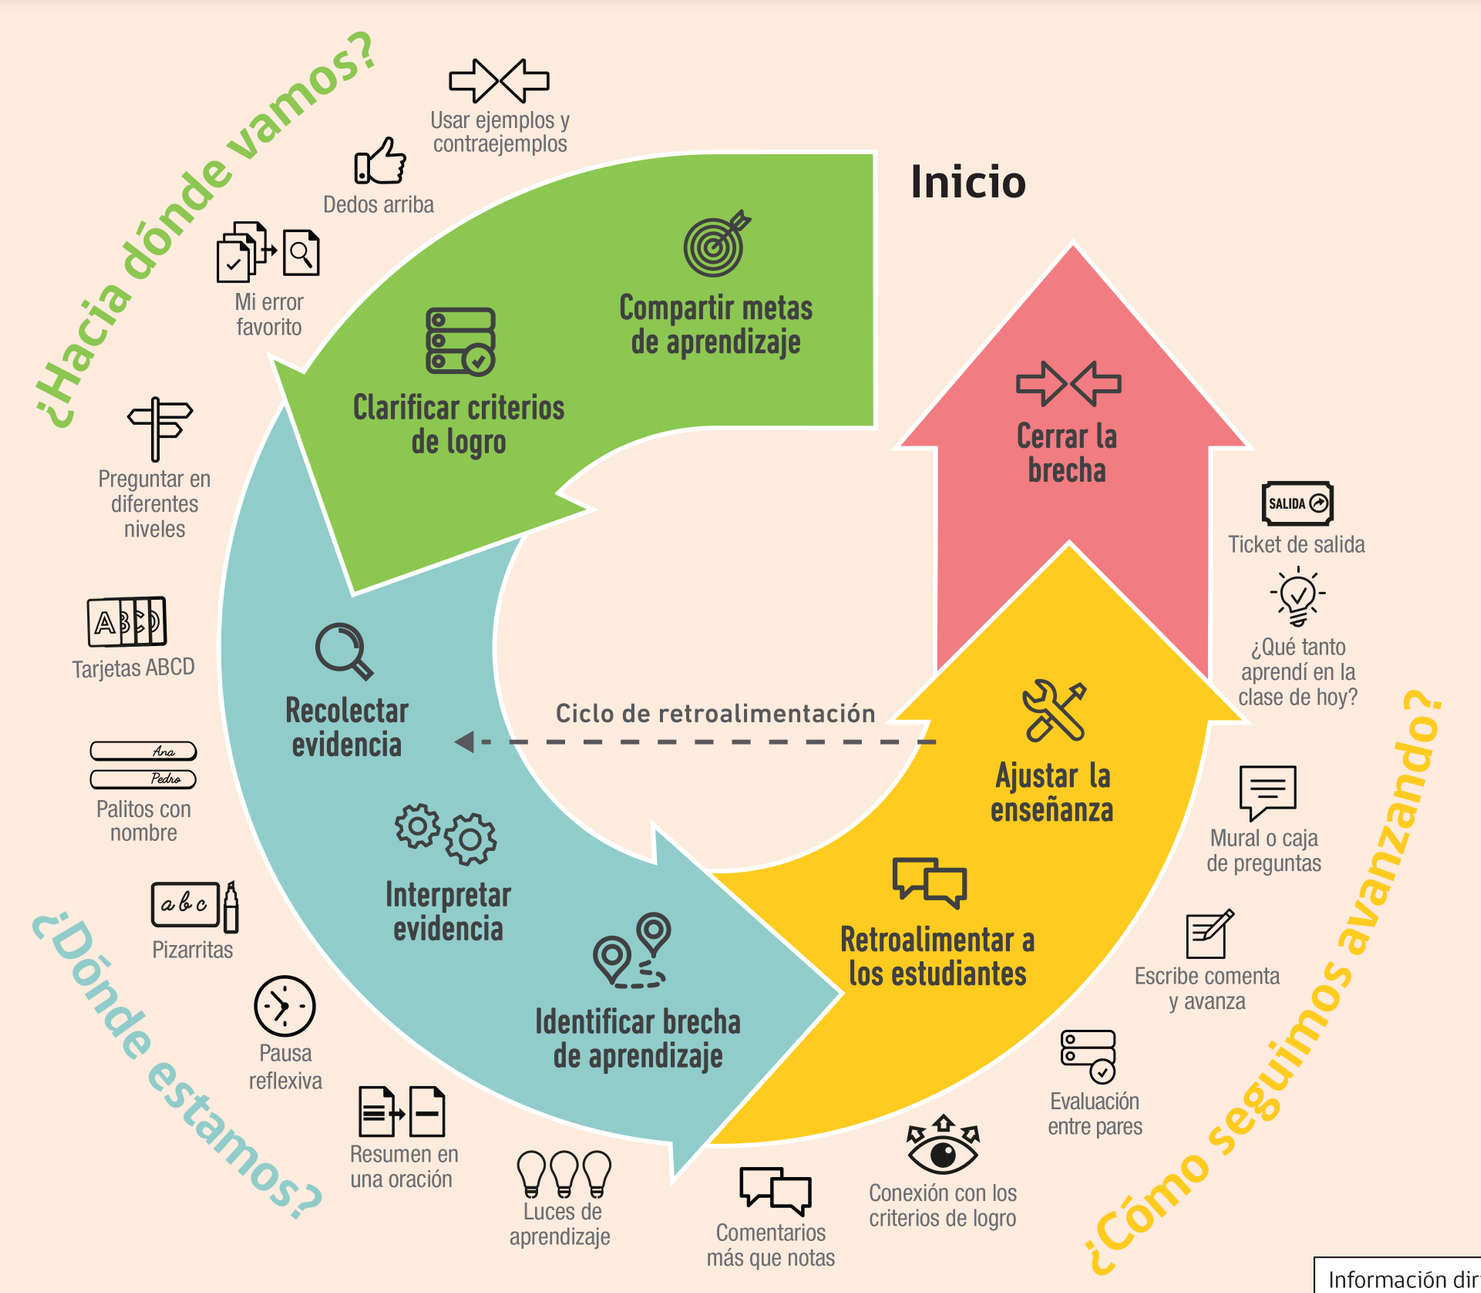 ¿Hacia dónde vamos?
Usar ejemplos y
contraejemplos
Dedos arriba
Mi error
favorito
Inicio
Compartir metas
de aprendizaje
Clarificar criterios
de logro
Preguntar en
diferentes
niveles
A B C D
Tarjetas ABCD
Ana
Pedro
Palitos con
nombre
a b c
Pizarritas
Pausa
reflexiva
Resumen en
una oración
Luces de
aprendizaje
¿Dónde estamos?
Recolectar
evidencia
Interpretar
evidencia
Identificar brecha
de aprendizaje
Ciclo de retroalimentación
Retroalimentar a
los estudiantes
Ajustar la
enseñanza
Cerrar la
brecha
SALIDA
Ticket de salida
¿Qué tanto
aprendí en la
clase de hoy?
Mural o caja
de preguntas
Escribe comenta
y avanza
Evaluación
entre pares
Conexión con los
criterios de logro
Comentarios
más que notas
¿Cómo seguimos avanzando?
Información